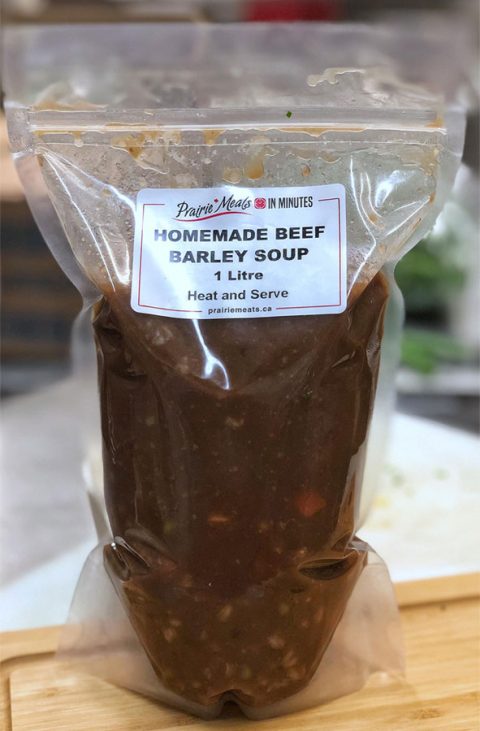 Prairie Meats IN MINUTES
HOMEMADE BEEF
BARLEY SOUP
1 Litre
Heat and Serve
prairiemeats.ca